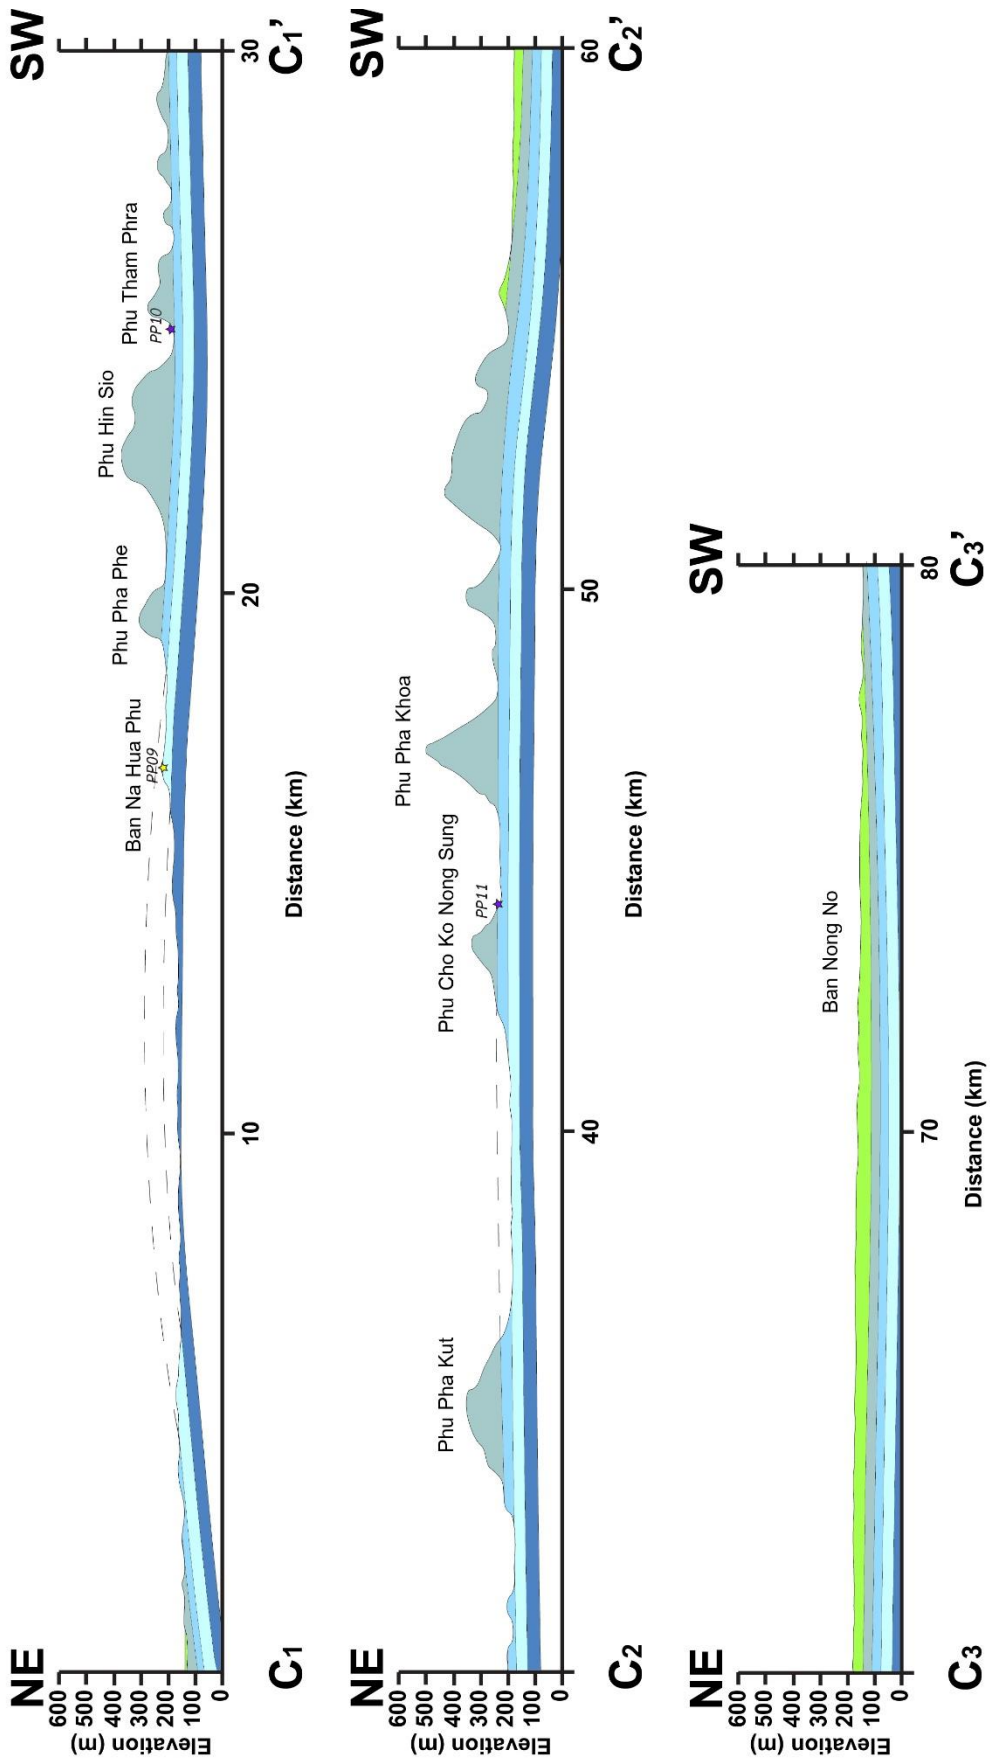 NE
SW
Elevation (m)
600
500
400
300
200
100
0
Ban Na Hua Phu
PP09
Phu Pha Phe
Phu Hin Sio
Phu Tham Phra
PP10
10
20
30
C1
Distance (km)
C1'
NE
SW
Elevation (m)
600
500
400
300
200
100
0
Phu Pha Kut
Phu Cho Ko Nong Sung
PP11
Phu Pha Khoa
40
50
60
C2
Distance (km)
C2'
NE
SW
Elevation (m)
600
500
400
300
200
100
0
Ban Nong No
70
80
C3
Distance (km)
C3'